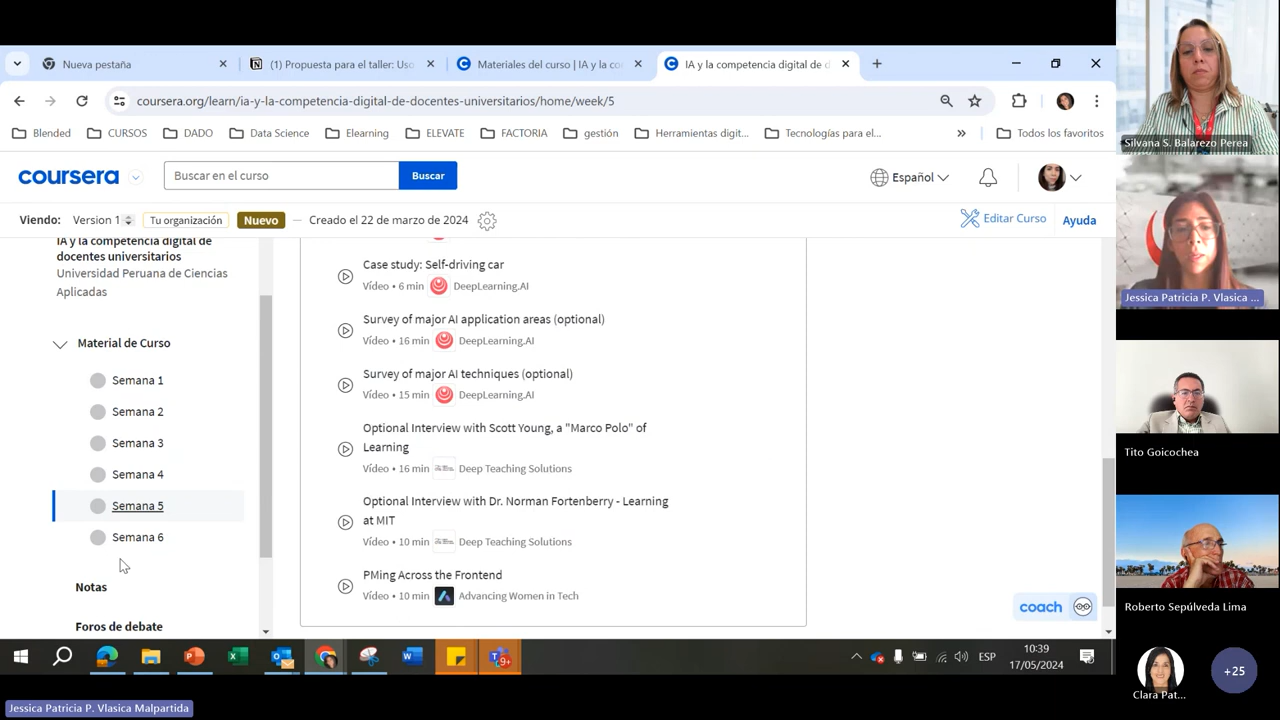 Nueva pestaña
(1) Propuesta para el taller: Uso
Materiales del curso | IA y la co
IA y la competencia digital de d
coursera.org/learn/ia-y-la-competencia-digital-de-docentes-universitarios/home/week/5
Blended
CURSOS
DADO
Data Science
Elearning
ELEVATE
FACTORIA
gestión
Herramientas digit...
Tecnologías para el...
»
Todos los favoritos
coursera
Buscar en el curso
Buscar
Español
Viendo:
Version 1
Tu organización
Nuevo
Creado el 22 de marzo de 2024
Editar Curso
Ayuda
IA y la competencia digital de
docentes universitarios
Universidad Peruana de Ciencias
Aplicadas
Material de Curso
Semana 1
Semana 2
Semana 3
Semana 4
Semana 5
Semana 6
Notas
Foros de debate
Case study: Self-driving car
Vídeo • 6 min DeepLearning.AI
Survey of major AI application areas (optional)
Vídeo • 16 min DeepLearning.AI
Survey of major AI techniques (optional)
Vídeo • 15 min DeepLearning.AI
Optional Interview with Scott Young, a "Marco Polo" of
Learning
Vídeo • 16 min Deep Teaching Solutions
Optional Interview with Dr. Norman Fortenberry - Learning
at MIT
Vídeo • 10 min Deep Teaching Solutions
PMing Across the Frontend
Vídeo • 10 min Advancing Women in Tech
coach
9+
ESP
10:39
17/05/2024
Silvana S. Balarezo Perea
Jessica Patricia P. Vlasica ...
Tito Goicochea
Roberto Sepúlveda Lima
Clara Pat...
+25
Jessica Patricia P. Vlasica Malpartida